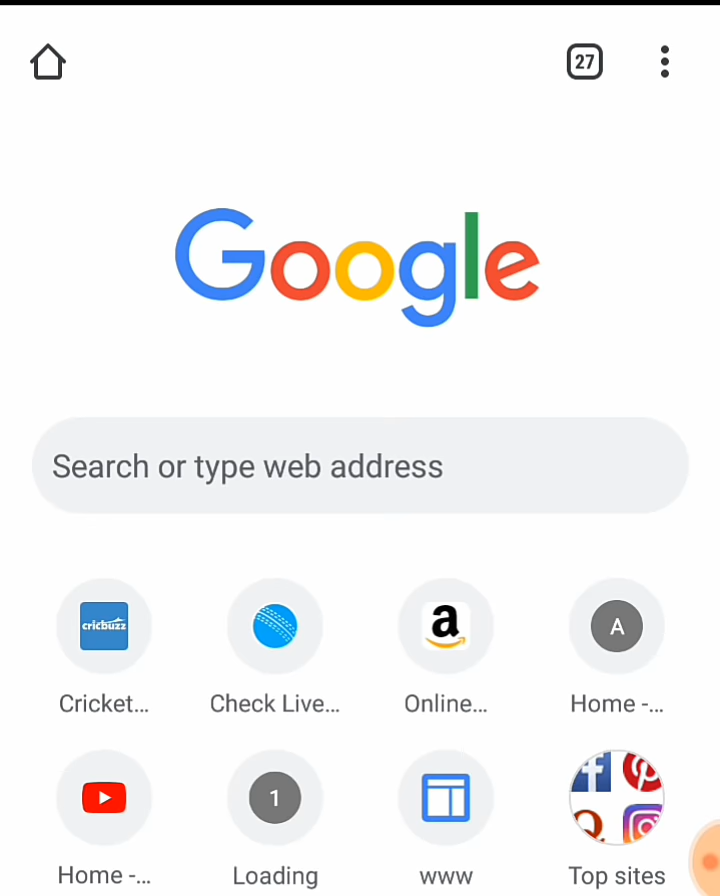 27
Google
Search or type web address
cricbuzz
a
A
Cricket...
Check Live...
Online...
Home -...
1
f
Home -...
Loading
www
Top sites